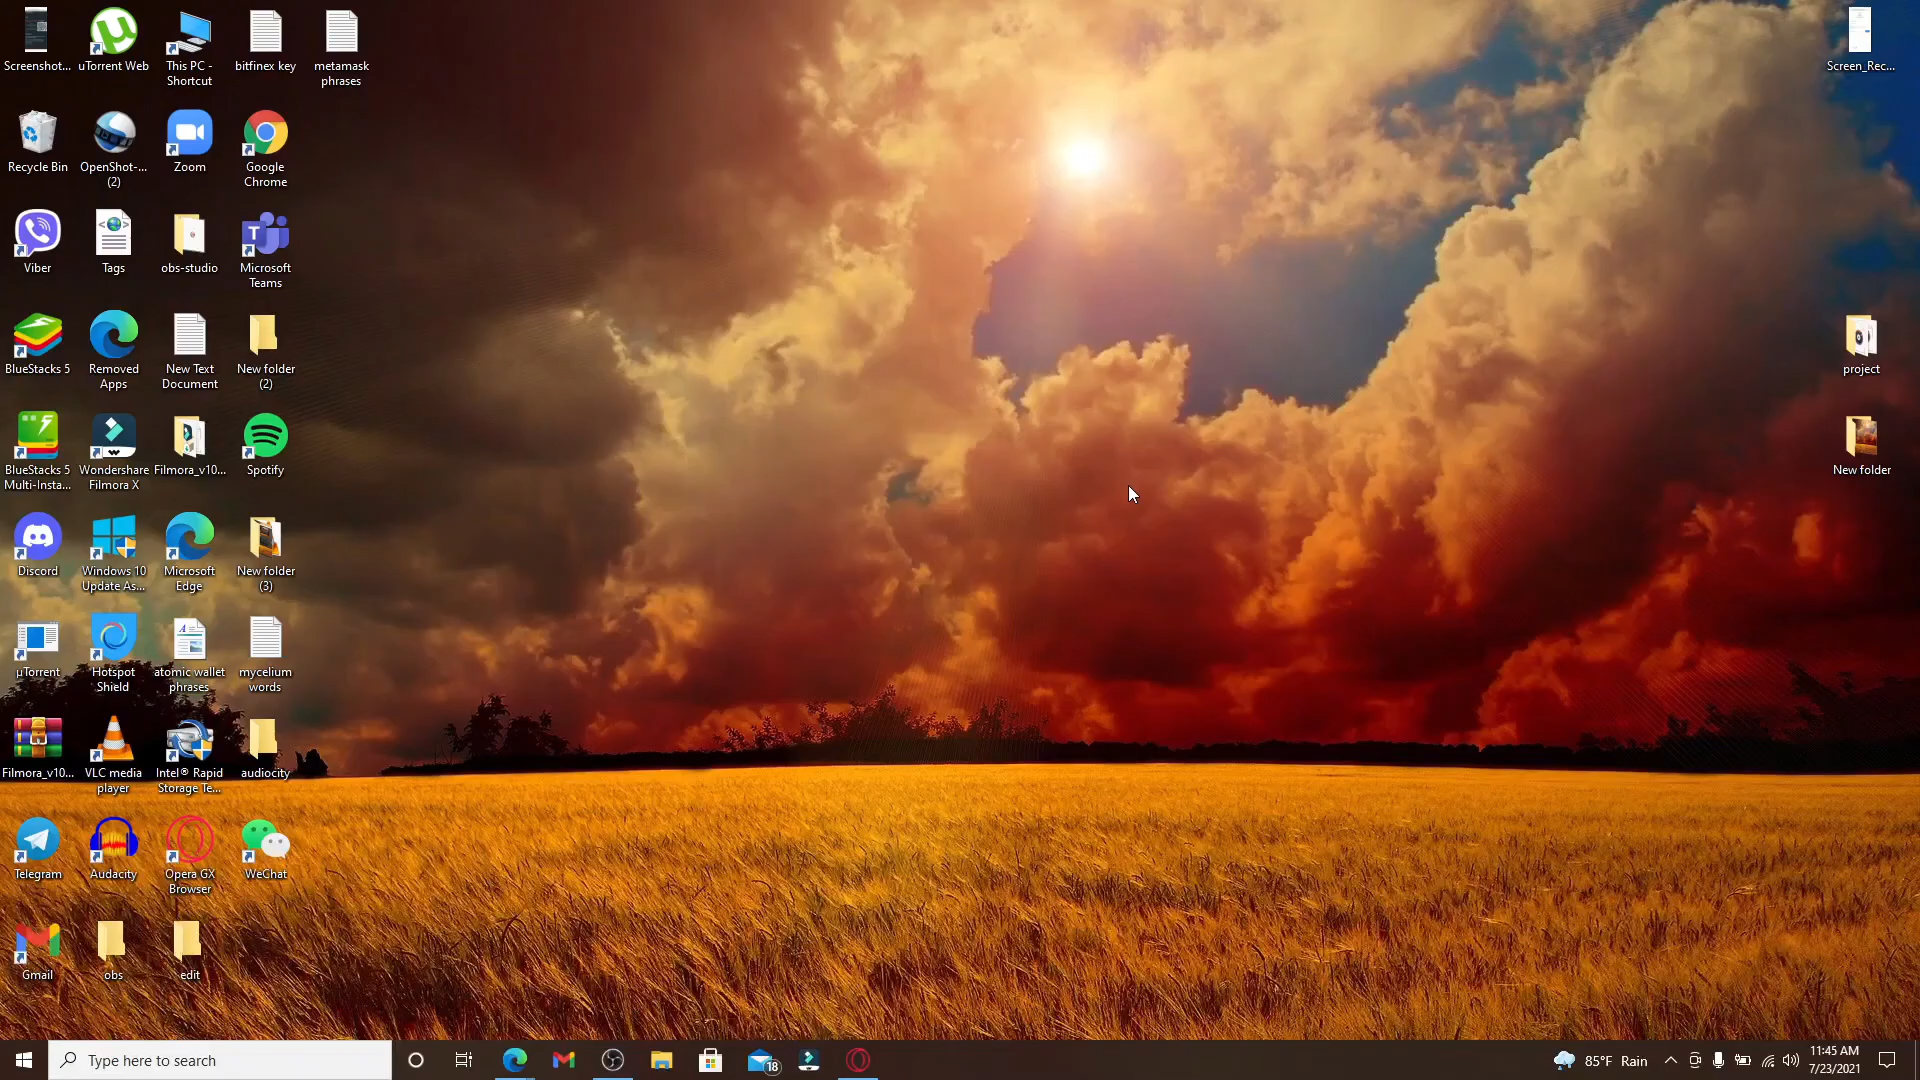 Screenshot...
uTorrent Web
This PC -
Shortcut
bitfinex key
metamask
phrases
Screen_Rec...
Recycle Bin
OpenShot-...
(2)
Zoom
Google
Chrome
Viber
Tags
obs-studio
Microsoft
Teams
BlueStacks 5
Removed
Apps
New Text
Document
New folder
(2)
project
BlueStacks 5
Multi-Insta...
Wondershare
Filmora X
Filmora_v10...
Spotify
New folder
Discord
Windows 10
Update As...
Microsoft
Edge
New folder
(3)
µTorrent
Hotspot
Shield
atomic wallet
phrases
mycelium
words
Filmora_v10...
VLC media
player
Intel® Rapid
Storage Te...
audiocity
Telegram
Audacity
Opera GX
Browser
WeChat
Gmail
obs
edit
Type here to search
18
85°F Rain
11:45 AM
7/23/2021